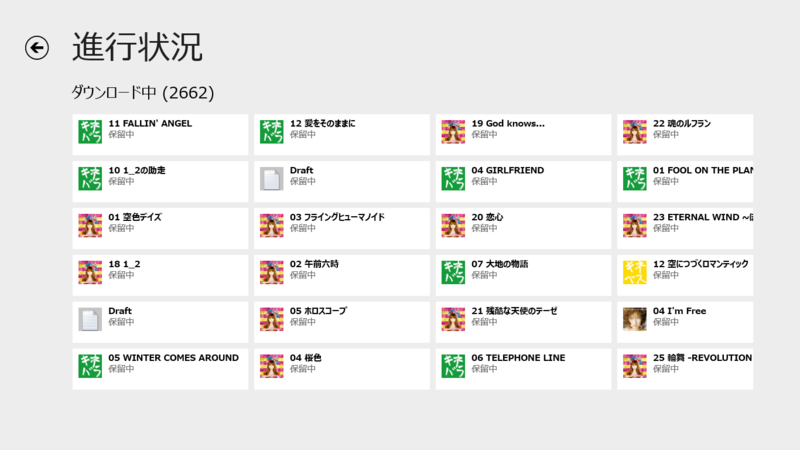 進行状況
ダウンロード中 (2662)
11 FALLIN' ANGEL
保留中
12 愛をそのままに
保留中
19 God knows...
保留中
22 魂のルフラン
保留中
10 1_2の助走
保留中
Draft
保留中
04 GIRLFRIEND
保留中
01 FOOL ON THE PLAN
保留中
01 空色デイズ
保留中
03 フライングヒューマノイド
保留中
20 恋心
保留中
23 ETERNAL WIND ~ほ
保留中
18 1_2
保留中
02 午前六時
保留中
07 大地の物語
保留中
12 空につづくロマンティック
保留中
Draft
保留中
05 ホロスコープ
保留中
21 残酷な天使のテーゼ
保留中
04 I'm Free
保留中
05 WINTER COMES AROUND
保留中
04 桜色
保留中
06 TELEPHONE LINE
保留中
25 輪舞 -REVOLUTION
保留中